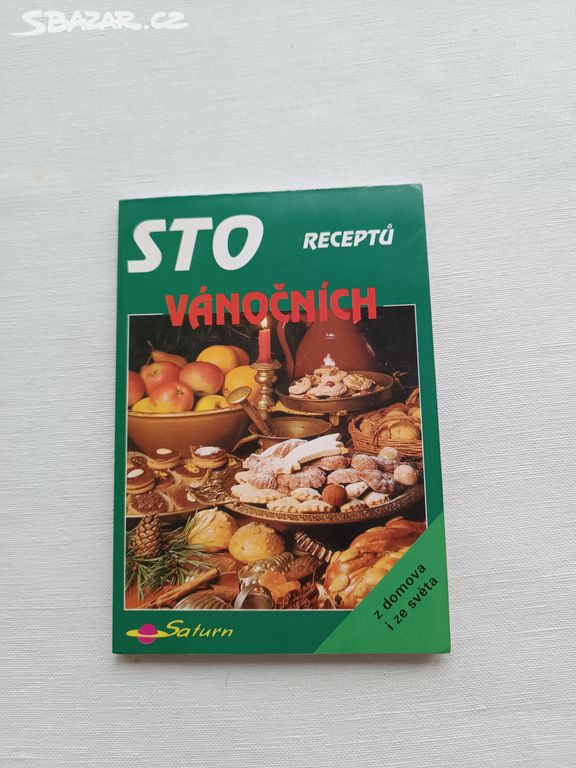 SBAZAR.CZ
STO RECEPTŮ
VÁNOČNÍCH
z domova
i ze světa
Saturn